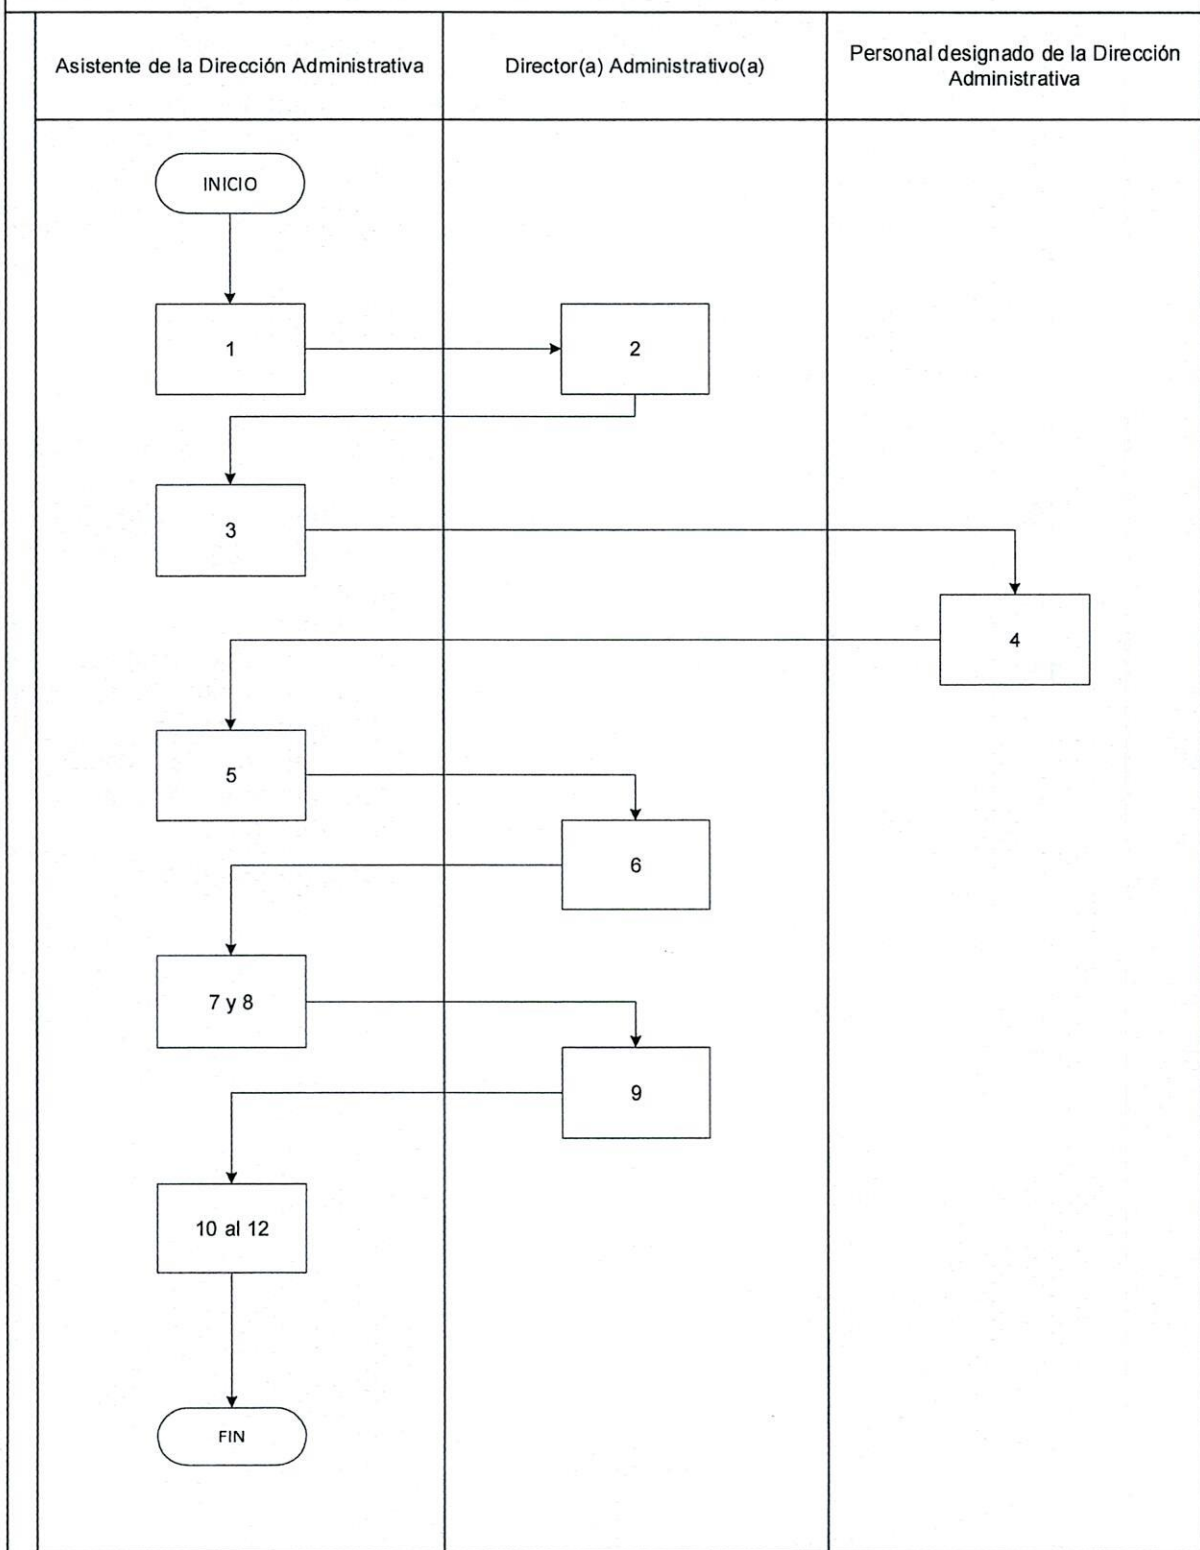 Asistente de la Dirección Administrativa
Director(a) Administrativo(a)
Personal designado de la Dirección
Administrativa
INICIO
1
2
3
4
5
6
7 y 8
9
10 al 12
FIN